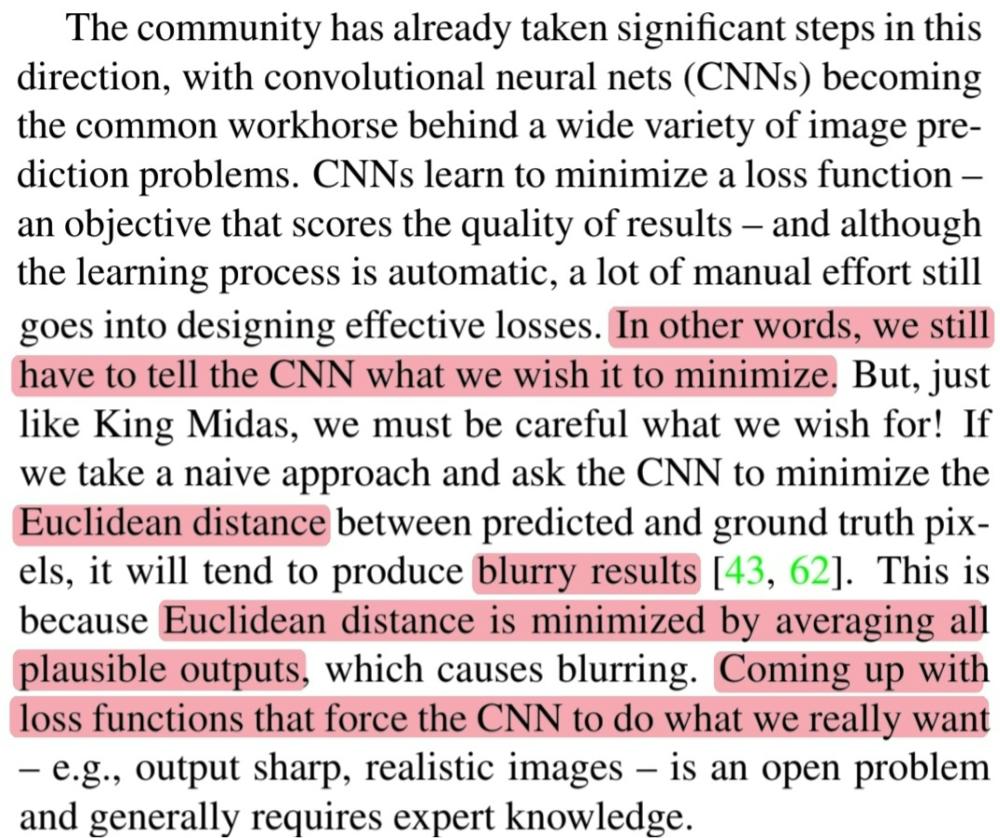 The community has already taken significant steps in this
direction, with convolutional neural nets (CNNs) becoming
the common workhorse behind a wide variety of image pre-
diction problems. CNNs learn to minimize a loss function –
an objective that scores the quality of results – and although
the learning process is automatic, a lot of manual effort still
goes into designing effective losses. In other words, we still
have to tell the CNN what we wish it to minimize. But, just
like King Midas, we must be careful what we wish for! If
we take a naive approach and ask the CNN to minimize the
Euclidean distance between predicted and ground truth pix-
els, it will tend to produce blurry results [43, 62]. This is
because Euclidean distance is minimized by averaging all
plausible outputs, which causes blurring. Coming up with
loss functions that force the CNN to do what we really want
– e.g., output sharp, realistic images – is an open problem
and generally requires expert knowledge.